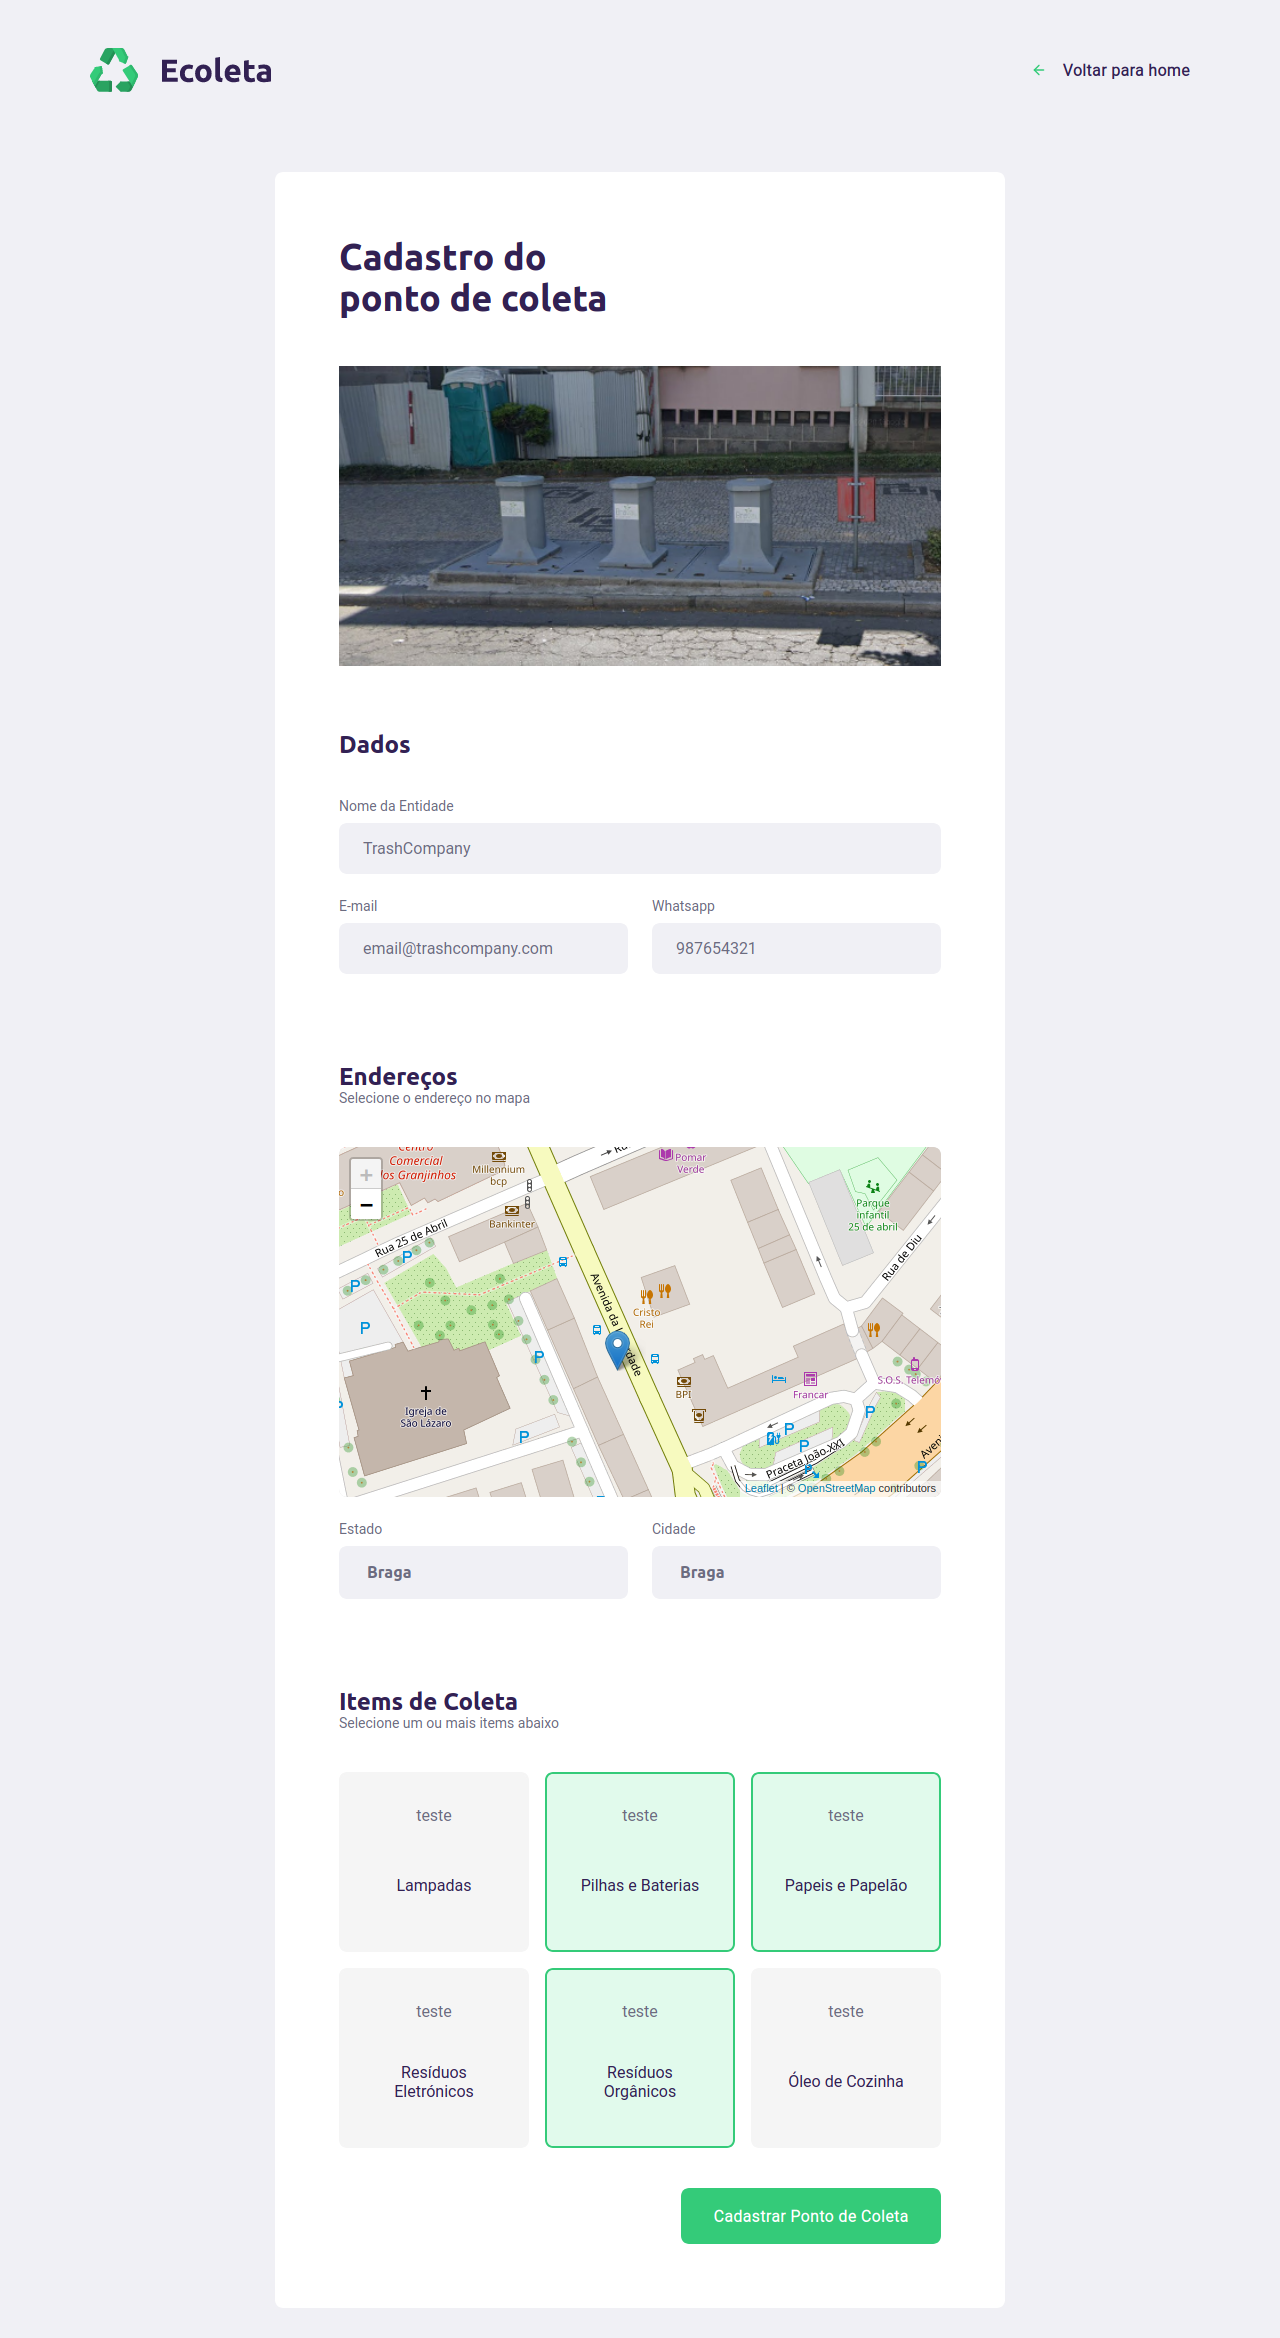 Ecoleta
Voltar para home
Cadastro do
ponto de coleta
Dados
Nome da Entidade
TrashCompany
E-mail
Whatsapp
email@trashcompany.com
987654321
Endereços
Selecione o endereço no mapa
Centro
Comercial
dos Granjinhos
Millennium
bcp
Pomar
Verde
+
−
Parque
infantil
25 de abril
Bankinter
Rua 25 de Abril
Rua de Diu
Avenida da
Cristo
Rei
BPI
Francar
S.O.S.
Igreja de
São Lázaro
Praceta João XXI
Leaflet | © OpenStreetMap contributors
Estado
Cidade
Braga
Braga
Items de Coleta
Selecione um ou mais items abaixo
teste
teste
teste
Lampadas
Pilhas e Baterias
Papeis e Papelão
teste
teste
teste
Resíduos
Eletrónicos
Resíduos
Orgânicos
Óleo de Cozinha
Cadastrar Ponto de Coleta